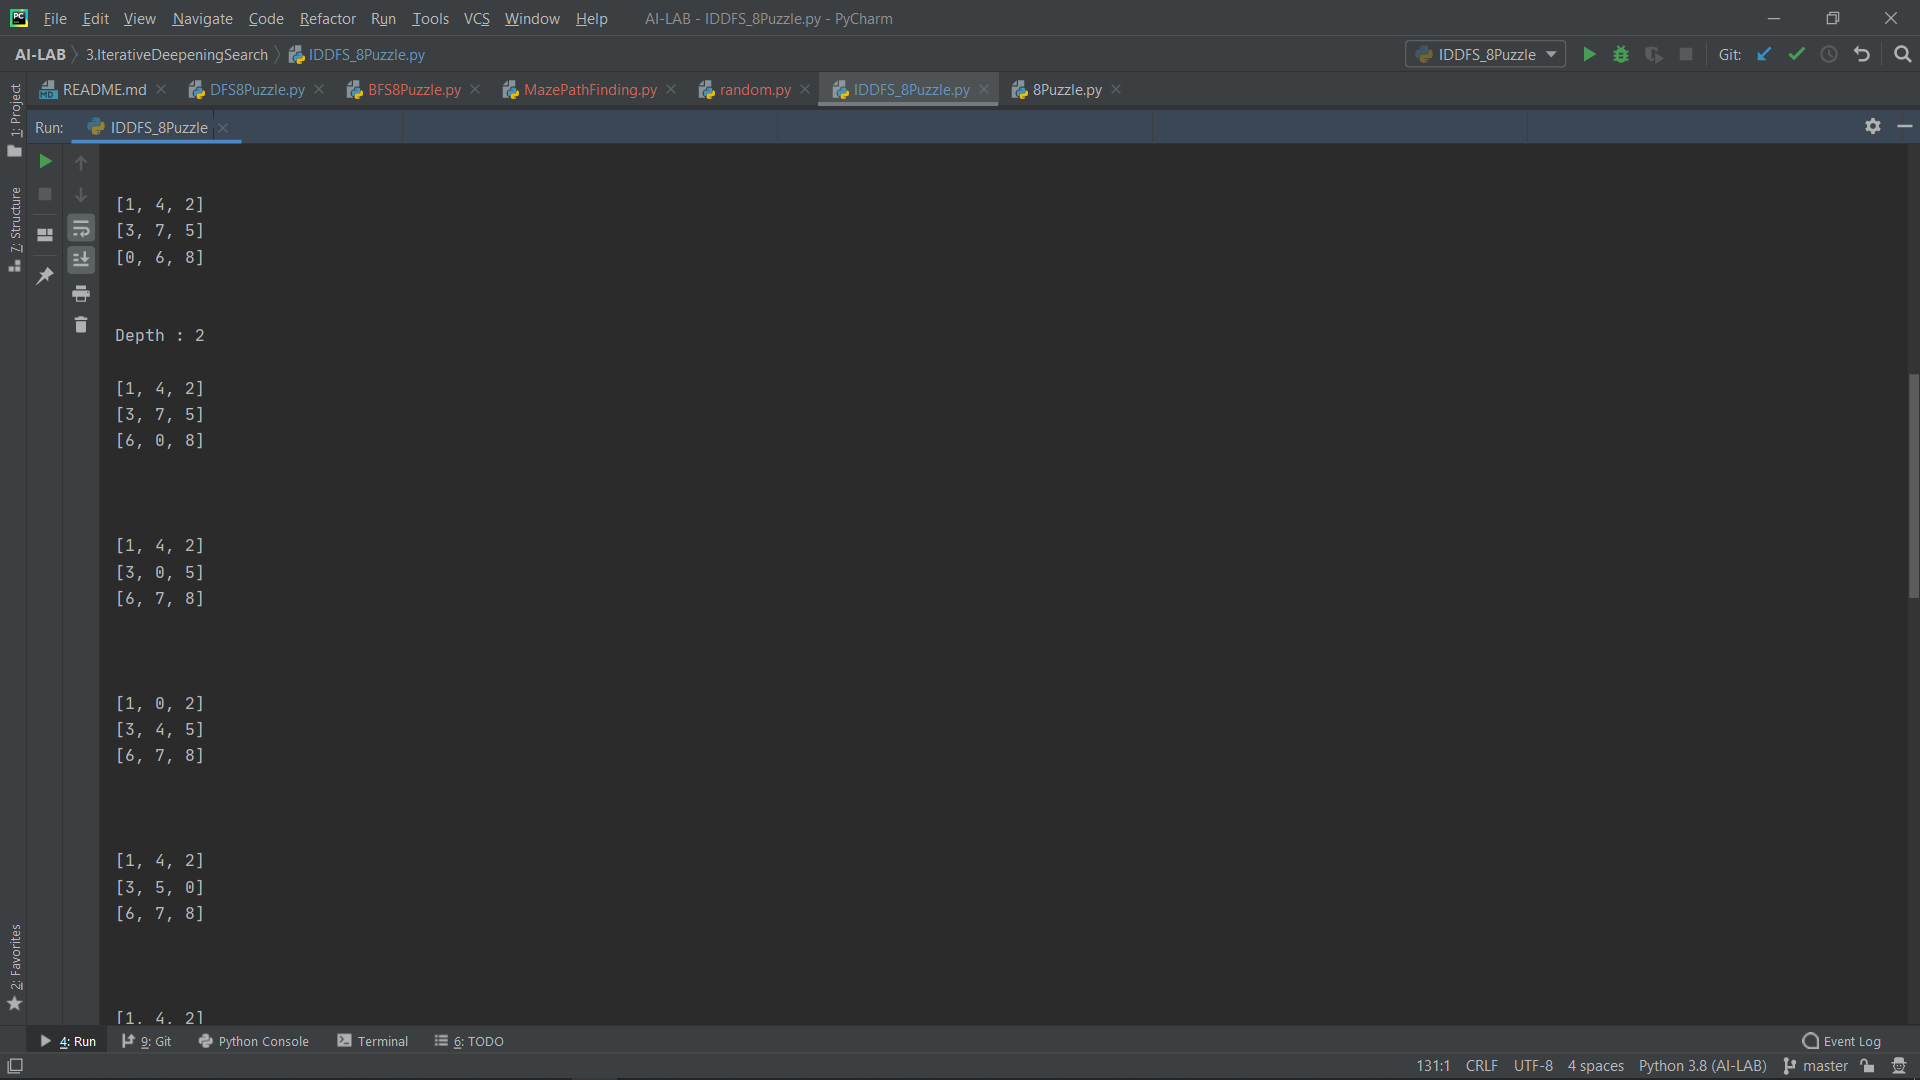 File Edit View Navigate Code Refactor Run Tools VCS Window Help AI-LAB - IDDFS_8Puzzle.py - PyCharm
AI-LAB 3.IterativeDeepeningSearch IDDFS_8Puzzle.py IDDFS_8Puzzle Git:
README.md DFS8Puzzle.py BFS8Puzzle.py MazePathFinding.py random.py IDDFS_8Puzzle.py 8Puzzle.py
Run: IDDFS_8Puzzle
1: Project
7: Structure
2: Favorites
[1, 4, 2]
[3, 7, 5]
[0, 6, 8]
Depth : 2
[1, 4, 2]
[3, 7, 5]
[6, 0, 8]
[1, 4, 2]
[3, 0, 5]
[6, 7, 8]
[1, 0, 2]
[3, 4, 5]
[6, 7, 8]
[1, 4, 2]
[3, 5, 0]
[6, 7, 8]
[1, 4, 2]
4: Run 9: Git Python Console Terminal 6: TODO Event Log
131:1 CRLF UTF-8 4 spaces Python 3.8 (AI-LAB) master